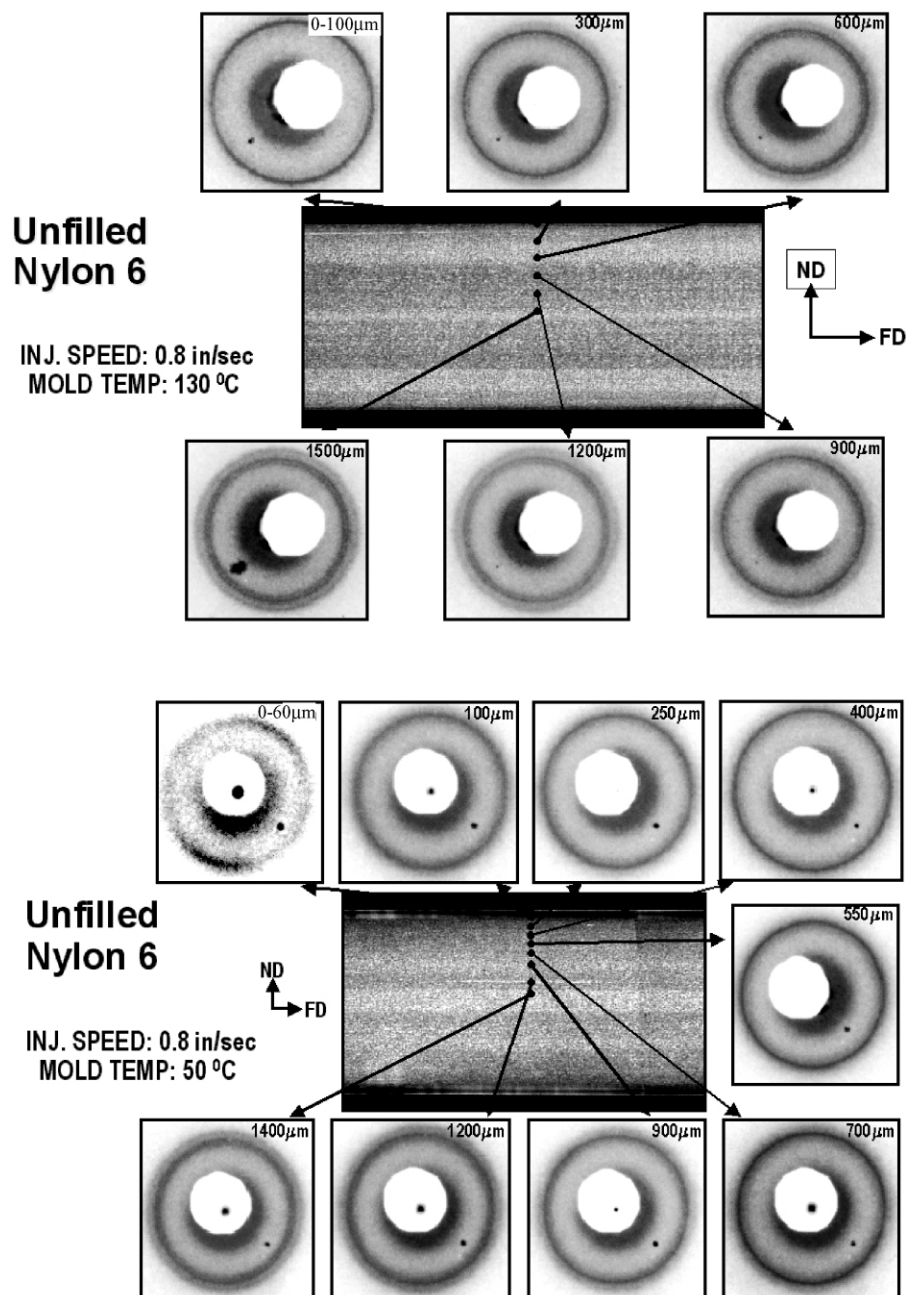 0-100μm
300μm
600μm
Unfilled
Nylon 6
ND
FD
INJ. SPEED: 0.8 in/sec
MOLD TEMP: 130 ⁰C
1500μm
1200μm
900μm
0-60μm
100μm
250μm
400μm
Unfilled
Nylon 6
550μm
ND
FD
INJ. SPEED: 0.8 in/sec
MOLD TEMP: 50 ⁰C
1400μm
1200μm
900μm
700μm